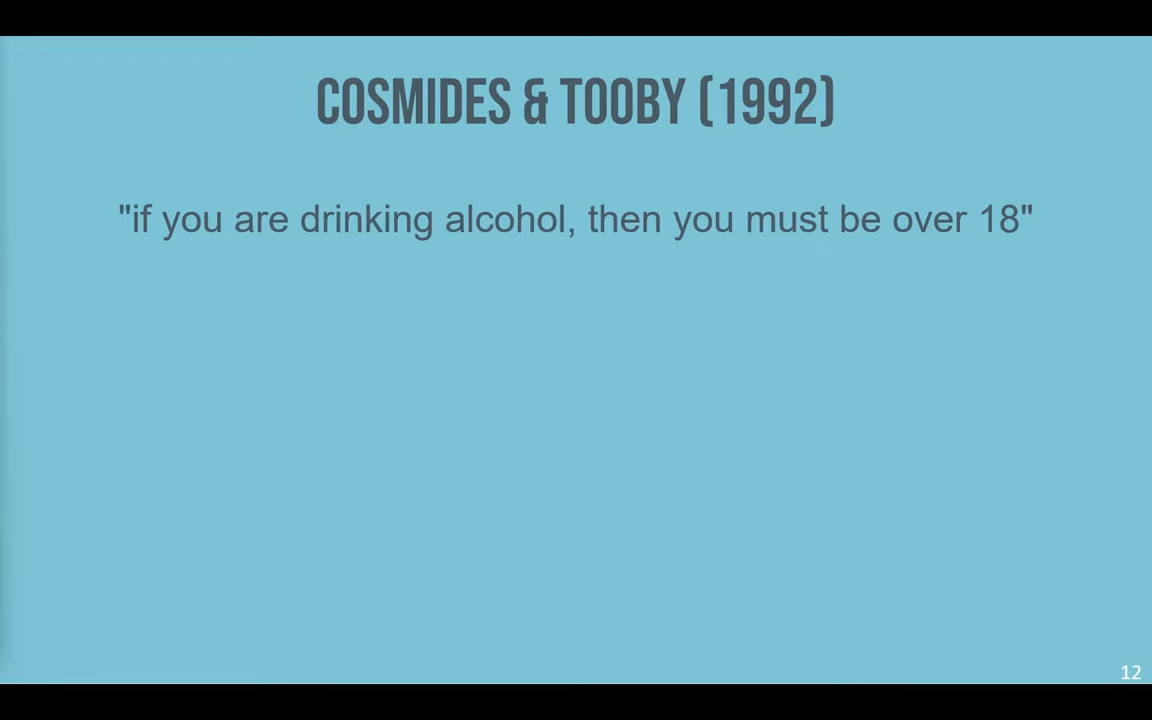 COSMIDES & TOOBY (1992)
"if you are drinking alcohol, then you must be over 18"
12